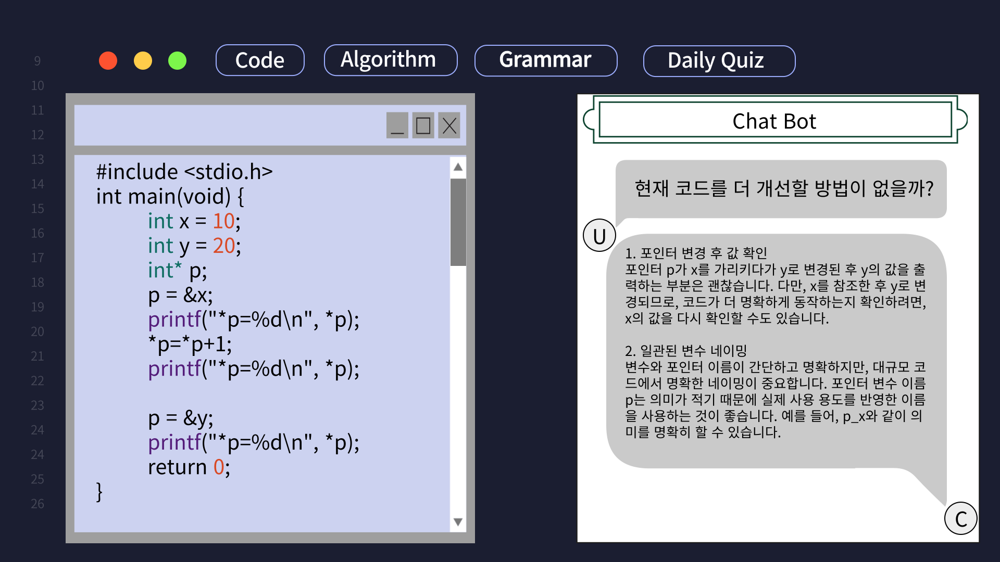 Code
Algorithm
Grammar
Daily Quiz
9
10
11
12
13
14
15
16
17
18
19
20
21
22
23
24
24
25
26
#include <stdio.h>
int main(void) {
int x = 10;
int y = 20;
int* p;
p = &x;
printf("*p=%d\n", *p);
*p=*p+1;
printf("*p=%d\n", *p);
p = &y;
printf("*p=%d\n", *p);
return 0;
}
Chat Bot
현재 코드를 더 개선할 방법이 없을까?
U
1. 포인터 변경 후 값 확인
포인터 p가 x를 가리키다가 y로 변경된 후 y의 값을 출
력하는 부분은 괜찮습니다. 다만, x를 참조한 후 y로 변
경되므로, 코드가 더 명확하게 동작하는지 확인하려면,
x의 값을 다시 확인할 수도 있습니다.
2. 일관된 변수 네이밍
변수와 포인터 이름이 간단하고 명확하지만, 대규모 코
드에서 명확한 네이밍이 중요합니다. 포인터 변수 이름
p는 의미가 적기 때문에 실제 사용 용도를 반영한 이름
을 사용하는 것이 좋습니다. 예를 들어, p_x와 같이 의
미를 명확히 할 수 있습니다.
C